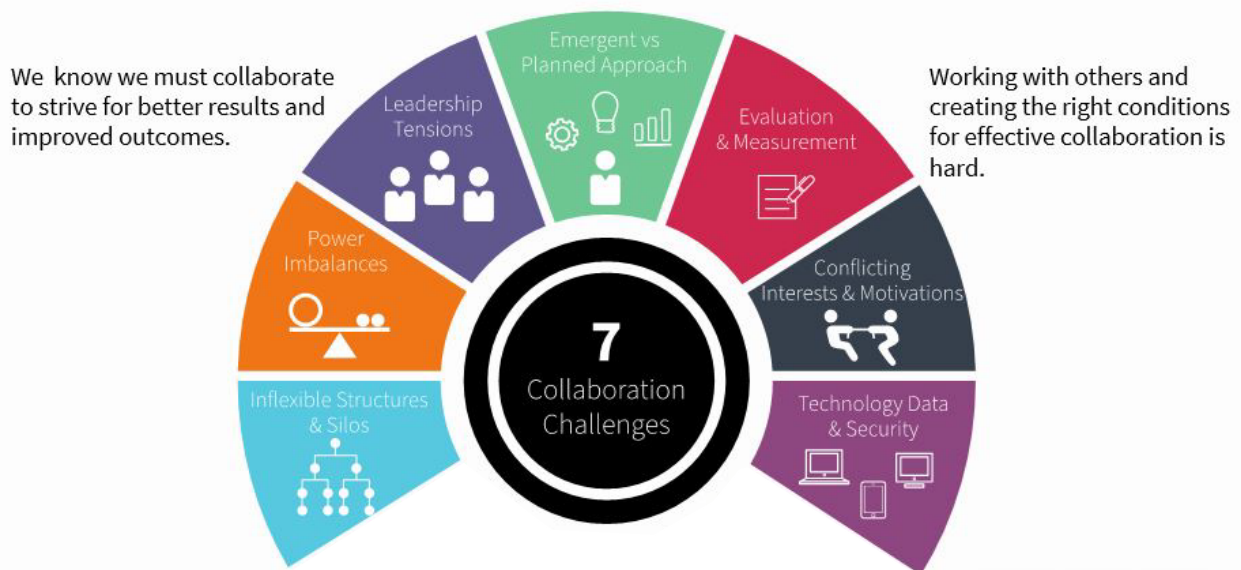 We know we must collaborate
to strive for better results and
improved outcomes.
Inflexible Structures
& Silos
Power
Imbalances
Leadership
Tensions
Emergent vs
Planned Approach
Evaluation
& Measurement
Conflicting
Interests & Motivations
Technology Data
& Security
7
Collaboration
Challenges
Working with others and
creating the right conditions
for effective collaboration is
hard.